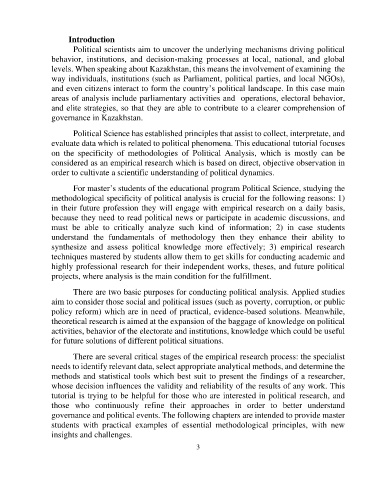 Introduction
Political scientists aim to uncover the underlying mechanisms driving political
behavior, institutions, and decision-making processes at local, national, and global
levels. When speaking about Kazakhstan, this means the involvement of examining the
way individuals, institutions (such as Parliament, political parties, and local NGOs),
and even citizens interact to form the country's political landscape. In this case main
areas of analysis include parliamentary activities and operations, electoral behavior,
and elite strategies, so that they are able to contribute to a clearer comprehension of
governance in Kazakhstan.
Political Science has established principles that assist to collect, interpretate, and
evaluate data which is related to political phenomena. This educational tutorial focuses
on the specificity of methodologies of Political Analysis, which is mostly can be
considered as an empirical research which is based on direct, objective observation in
order to cultivate a scientific understanding of political dynamics.
For master's students of the educational program Political Science, studying the
methodological specificity of political analysis is crucial for the following reasons: 1)
in their future profession they will engage with empirical research on a daily basis,
because they need to read political news or participate in academic discussions, and
must be able to critically analyze such kind of information; 2) in case students
understand the fundamentals of methodology then they enhance their ability to
synthesize and assess political knowledge more effectively; 3) empirical research
techniques mastered by students allow them to get skills for conducting academic and
highly professional research for their independent works, theses, and future political
projects, where analysis is the main condition for the fulfillment.
There are two basic purposes for conducting political analysis. Applied studies
aim to consider those social and political issues (such as poverty, corruption, or public
policy reform) which are in need of practical, evidence-based solutions. Meanwhile,
theoretical research is aimed at the expansion of the baggage of knowledge on political
activities, behavior of the electorate and institutions, knowledge which could be useful
for future solutions of different political situations.
There are several critical stages of the empirical research process: the specialist
needs to identify relevant data, select appropriate analytical methods, and determine the
methods and statistical tools which best suit to present the findings of a researcher,
whose decision influences the validity and reliability of the results of any work. This
tutorial is trying to be helpful for those who are interested in political research, and
those who continuously refine their approaches in order to better understand
governance and political events. The following chapters are intended to provide master
students with practical examples of essential methodological principles, with new
insights and challenges.
3